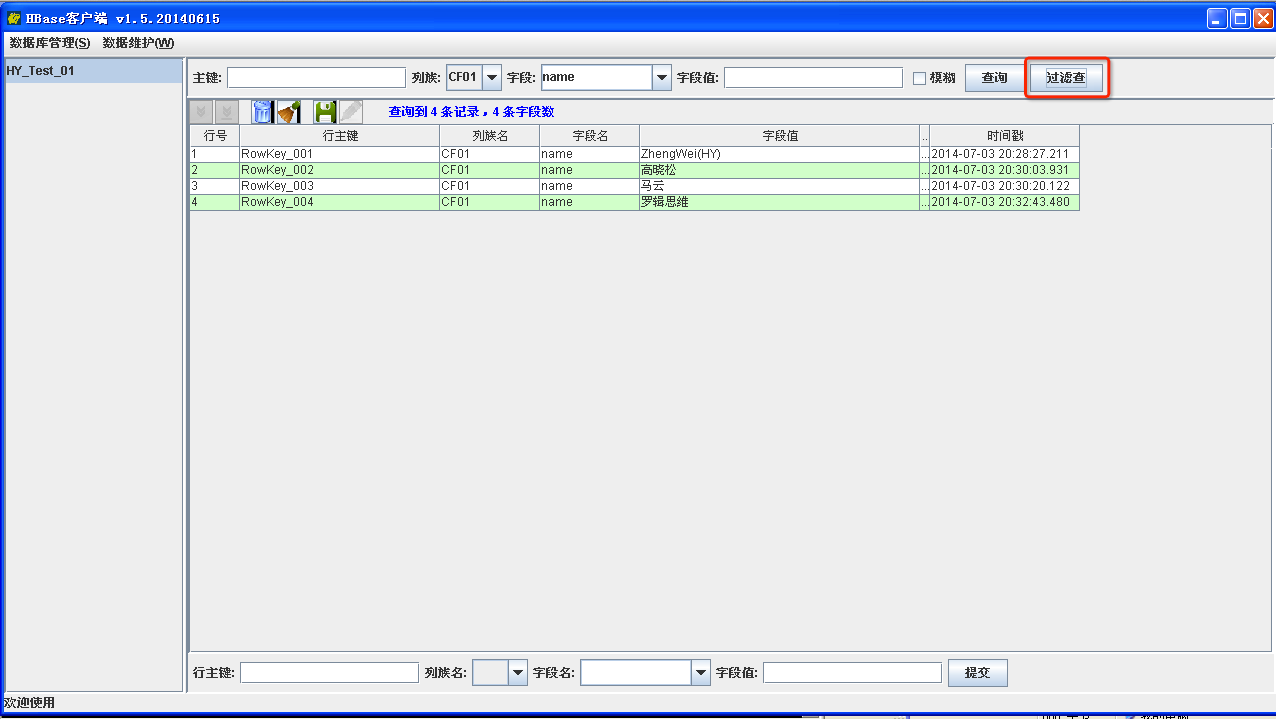 HBase客户端 v1.5.20140615
数据库管理(S) 数据维护(W)
HY_Test_01
主键: 列族: CF01 字段: name 字段值: 模糊 查询 过滤查
查询到 4 条记录，4 条字段数
行号 行主键 列族名 字段名 字段值 .. 时间戳
1 RowKey_001 CF01 name ZhengWei(HY) ... 2014-07-03 20:28:27.211
2 RowKey_002 CF01 name 高晓松 ... 2014-07-03 20:30:03.931
3 RowKey_003 CF01 name 马云 ... 2014-07-03 20:30:20.122
4 RowKey_004 CF01 name 罗辑思維 ... 2014-07-03 20:32:43.480
行主键: 列族名: 字段名: 字段值: 提交
欢迎使用